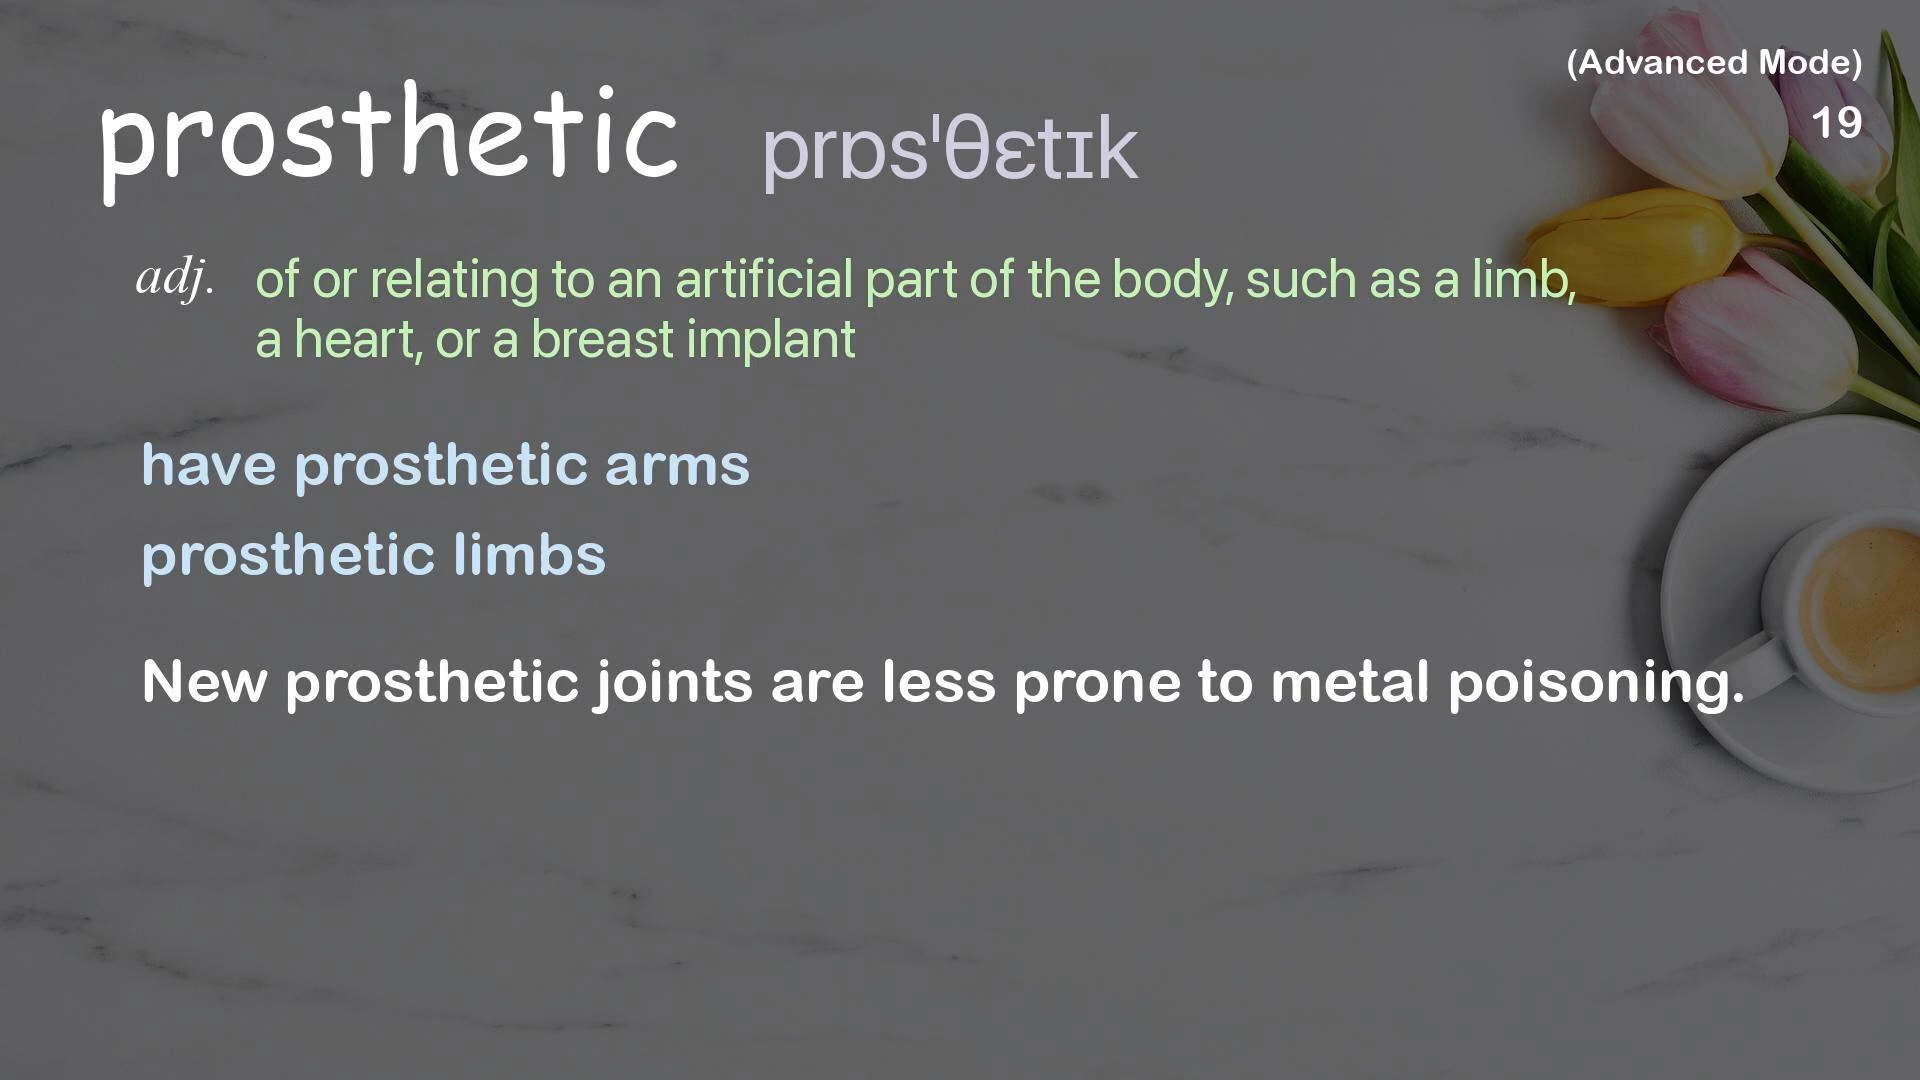 (Advanced Mode)
19
prosthetic prɒsˈθɛtɪk
adj. of or relating to an artificial part of the body, such as a limb,
a heart, or a breast implant
have prosthetic arms
prosthetic limbs
New prosthetic joints are less prone to metal poisoning.